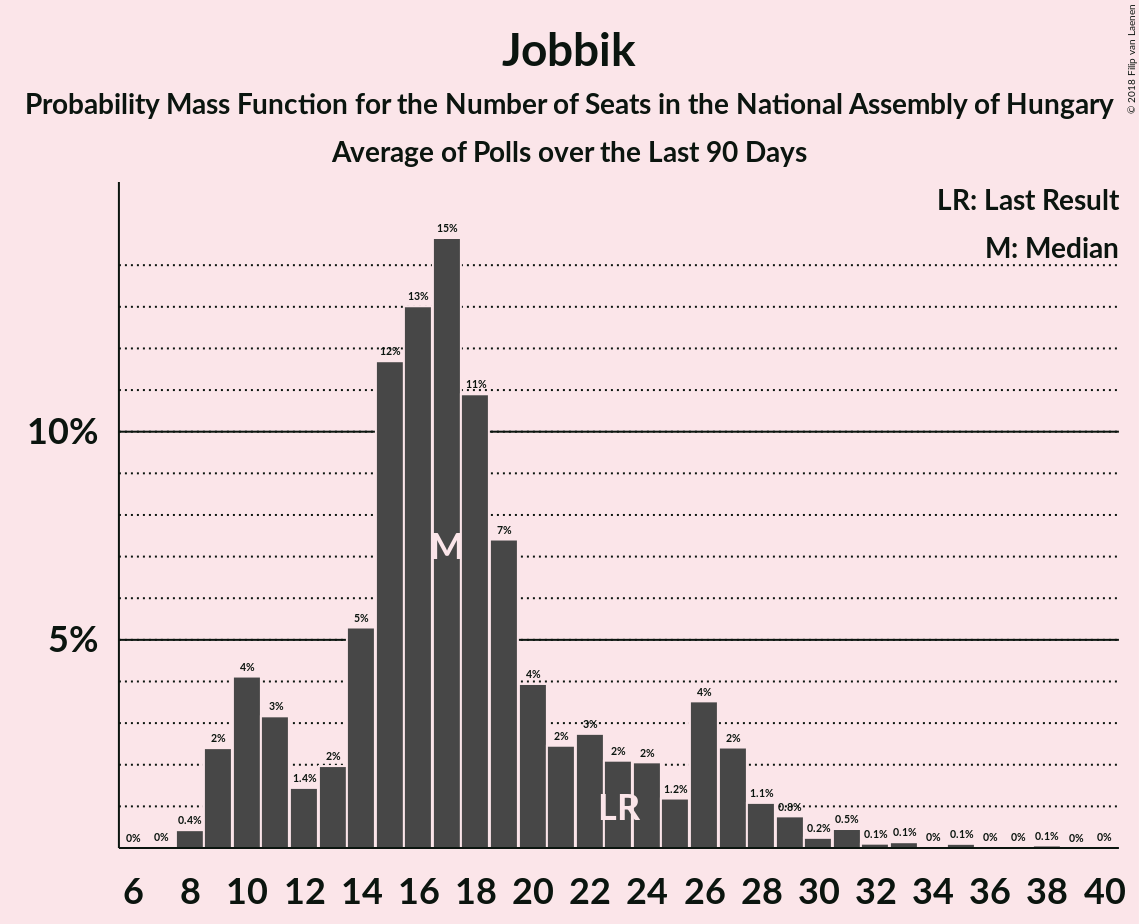 © 2018 Filip van Laenen
Jobbik
Probability Mass Function for the Number of Seats in the National Assembly of Hungary
Average of Polls over the Last 90 Days
LR: Last Result
M: Median
10%
5%
0% 0% 0.4% 2% 4% 3% 1.4% 2% 5% 12% 13% 15% 11% 7% 4% 2% 3% 2% 2% 1.2% 4% 2% 1.1% 0.8% 0.2% 0.5% 0.1% 0.1% 0% 0.1% 0% 0% 0.1% 0% 0%
M
LR
6 8 10 12 14 16 18 20 22 24 26 28 30 32 34 36 38 40